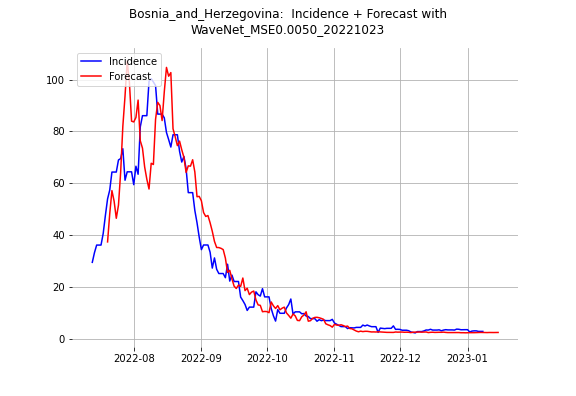 Bosnia_and_Herzegovina:  Incidence + Forecast with
WaveNet_MSE0.0050_20221023
Incidence
Forecast
100
80
60
40
20
0
2022-08 2022-09 2022-10 2022-11 2022-12 2023-01